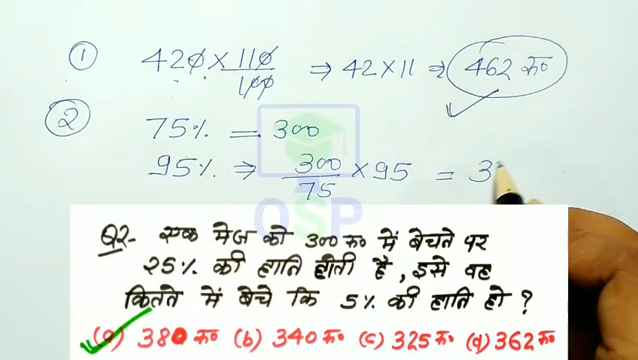 ① 420 × 110/100 ⇒ 42 × 11 ⇒ 462 रू०
② 75% = 300
95% ⇒ 300/75 × 95 = 3
QSP
Q2- एक मेज को 300 रू० में बेचने पर
25% की हानि होती है, इसे वह
कितने में बेचे कि 5% की हानि हो ?
(a) 380 रू० (b) 340 रू० (c) 325 रू० (d) 362 रू०